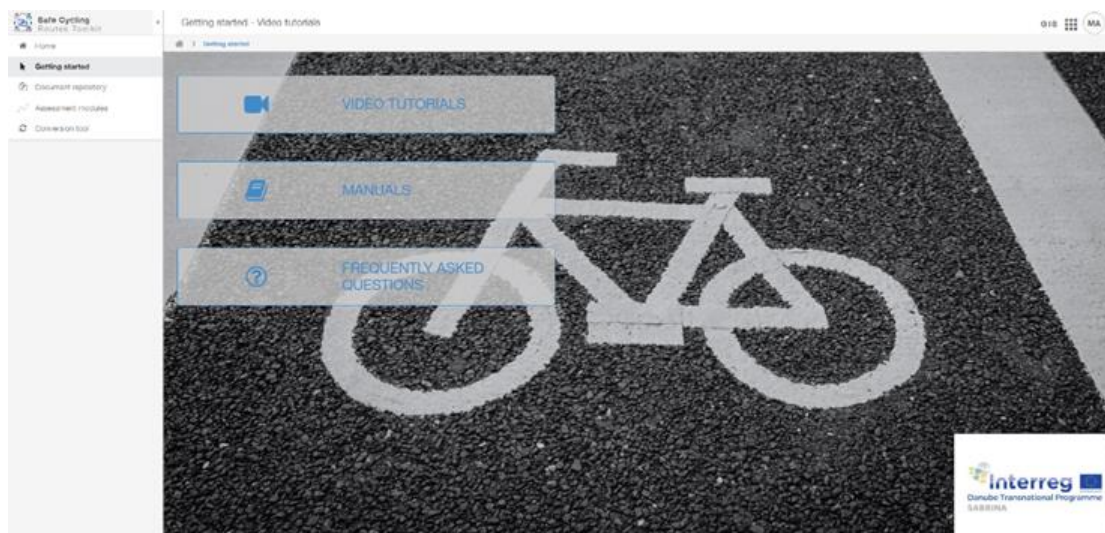 Safe Cycling
Routes Toolkit
Getting started - Video tutorials
GIS
MA
Home
Getting started
Getting started
Document repository
Assessment modules
Conversion tool
VIDEO TUTORIALS
MANUALS
FREQUENTLY ASKED
QUESTIONS
Interreg
Danube Transnational Programme
SABRINA